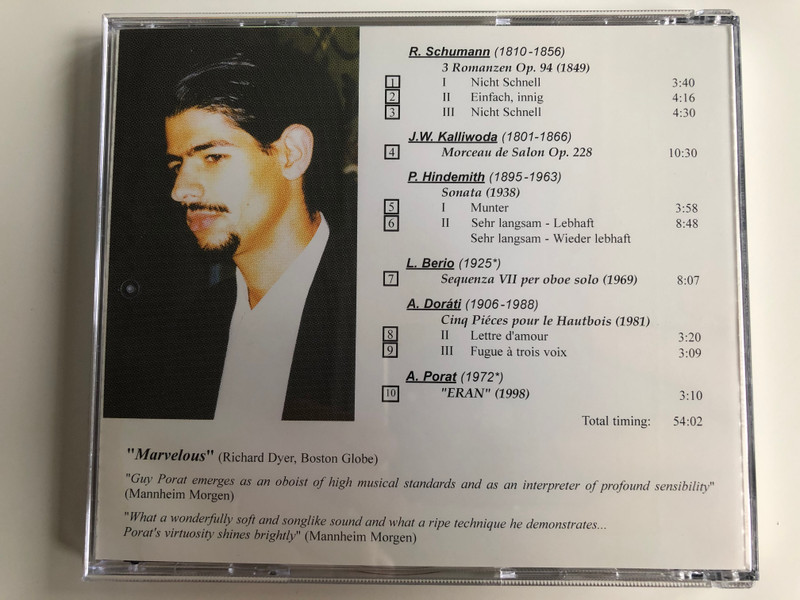 R. Schumann (1810-1856)
3 Romanzen Op. 94 (1849)
1 I Nicht Schnell 3:40
2 II Einfach, innig 4:16
3 III Nicht Schnell 4:30
J.W. Kalliwoda (1801-1866)
4 Morceau de Salon Op. 228 10:30
P. Hindemith (1895-1963)
Sonata (1938)
5 I Munter 3:58
6 II Sehr langsam - Lebhaft 8:48
Sehr langsam - Wieder lebhaft
L. Berio (1925*)
7 Sequenza VII per oboe solo (1969) 8:07
A. Doráti (1906-1988)
Cinq Piéces pour le Hautbois (1981)
8 II Lettre d'amour 3:20
9 III Fugue à trois voix 3:09
A. Porat (1972*)
10 "ERAN" (1998) 3:10
Total timing: 54:02
"Marvelous" (Richard Dyer, Boston Globe)
"Guy Porat emerges as an oboist of high musical standards and as an interpreter of profound sensibility"
(Mannheim Morgen)
"What a wonderfully soft and songlike sound and what a ripe technique he demonstrates...
Porat's virtuosity shines brightly" (Mannheim Morgen)